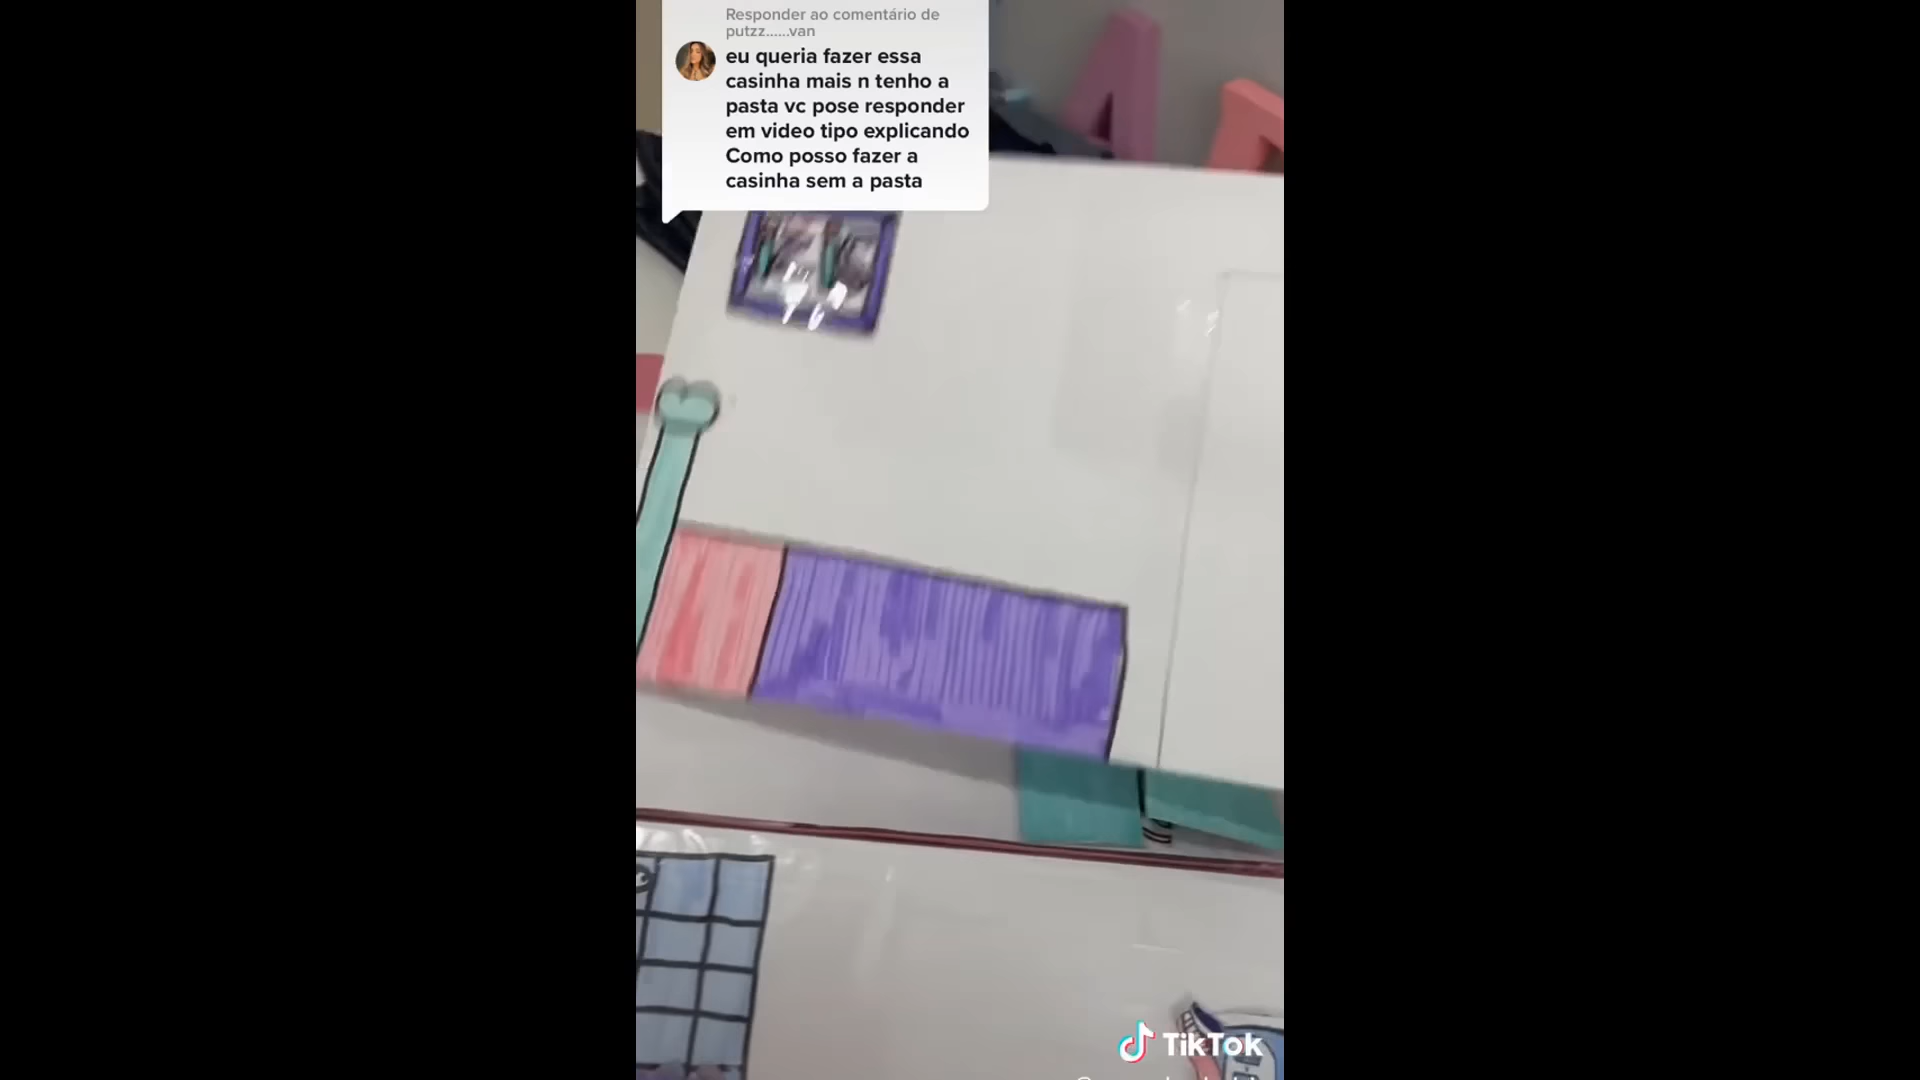 Responder ao comentário de
putzz......van
eu queria fazer essa
casinha mais n tenho a
pasta vc pose responder
em video tipo explicando
Como posso fazer a
casinha sem a pasta
TikTok